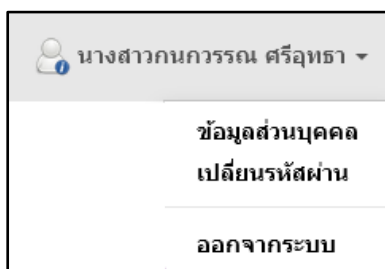 นางสาวกนกวรรณ ศรีอุทธา
ข้อมูลส่วนบุคคล
เปลี่ยนรหัสผ่าน
ออกจากระบบ